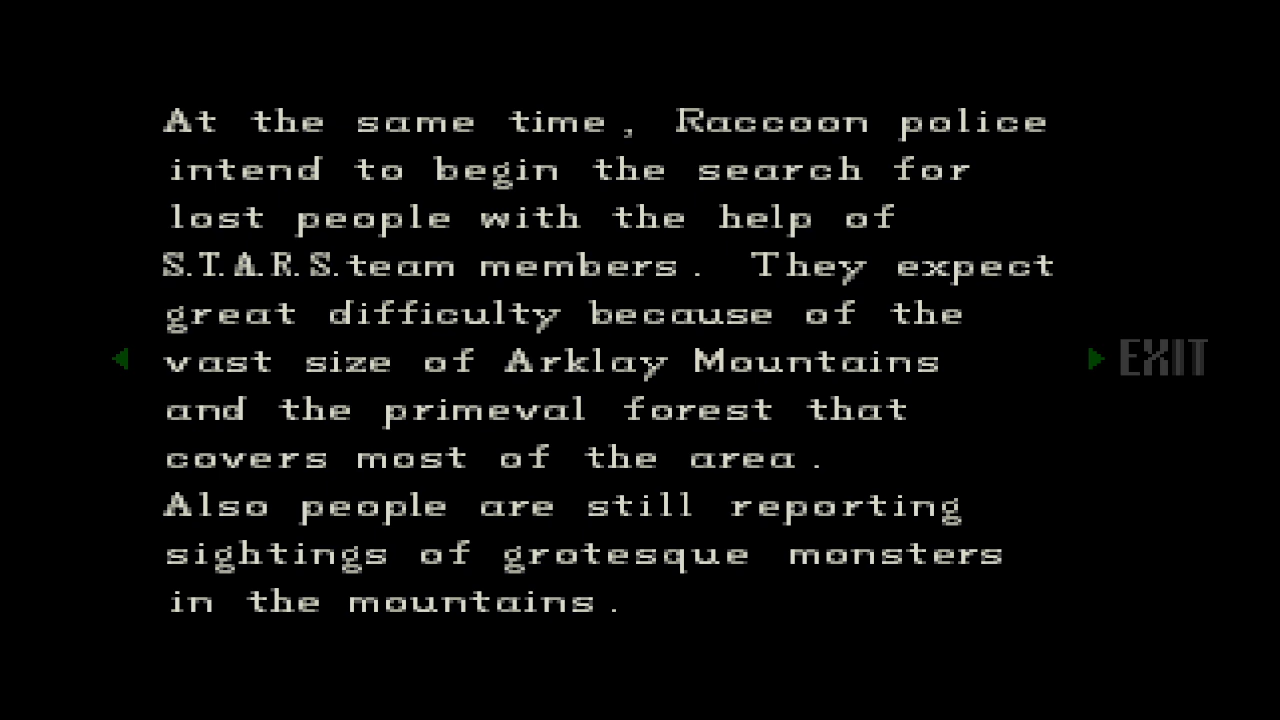 At the same time, Raccoon police
intend to begin the search for
lost people with the help of
S.T.A.R.S.team members. They expect
great difficulty because of the
vast size of Arklay Mountains
and the primeval forest that
covers most of the area.
Also people are still reporting
sightings of grotesque monsters
in the mountains.
EXIT